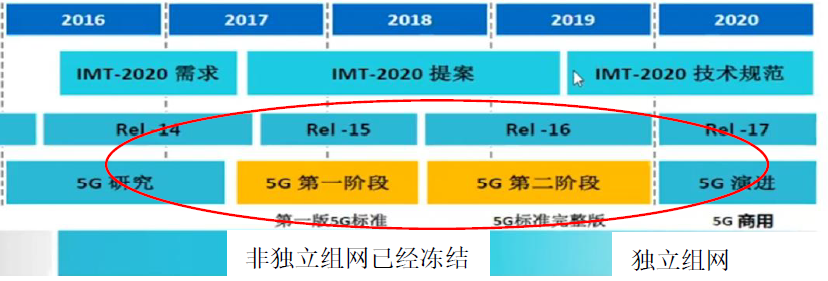 2016 2017 2018 2019 2020
IMT-2020 需求 IMT-2020 提案 IMT-2020 技术规范
Rel -14 Rel -15 Rel -16 Rel -17
5G 研究 5G 第一阶段 5G 第二阶段 5G 演进
第一版5G标准 5G标准完整版 5G 商用
非独立组网已经冻结 独立组网